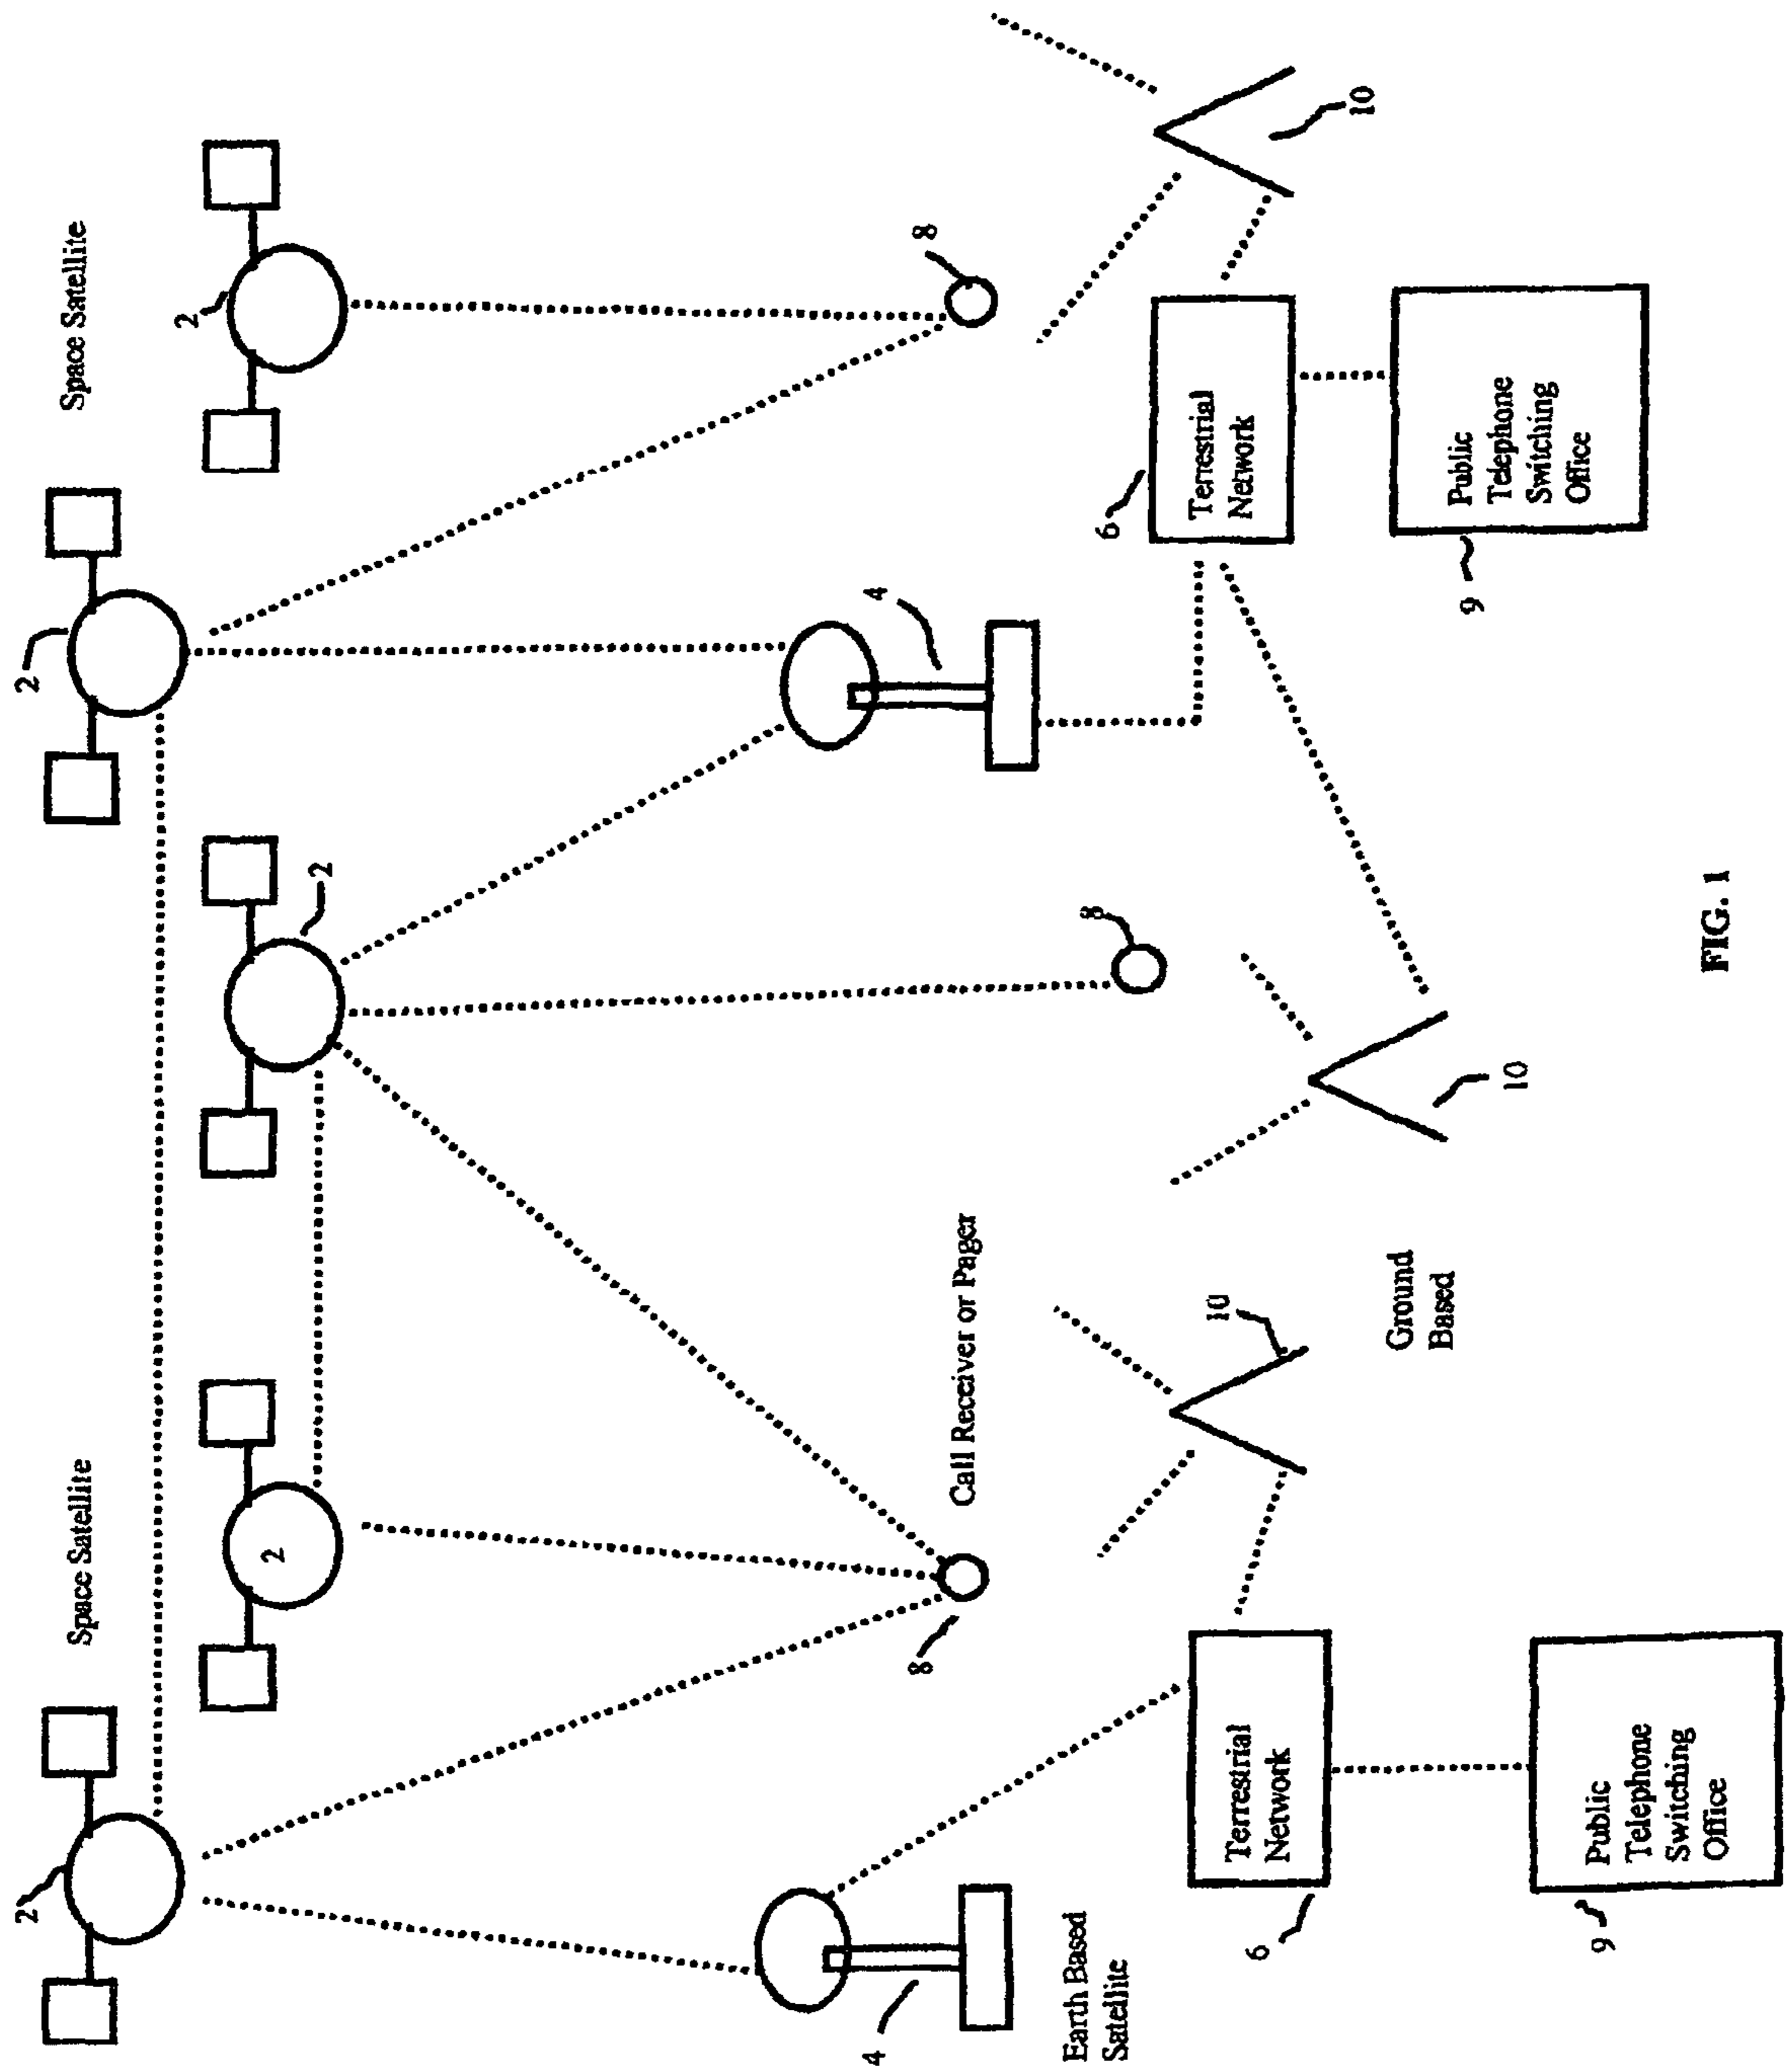 Space Satellite
Space Satellite
2
2
2
2
2
8
8
8
4
4
Call Receiver or Pager
Earth Based
Satellite
10
10
10
Ground
Based
6
Terrestrial
Network
6
Terrestrial
Network
9
Public
Telephone
Switching
Office
9
Public
Telephone
Switching
Office
FIG. 1